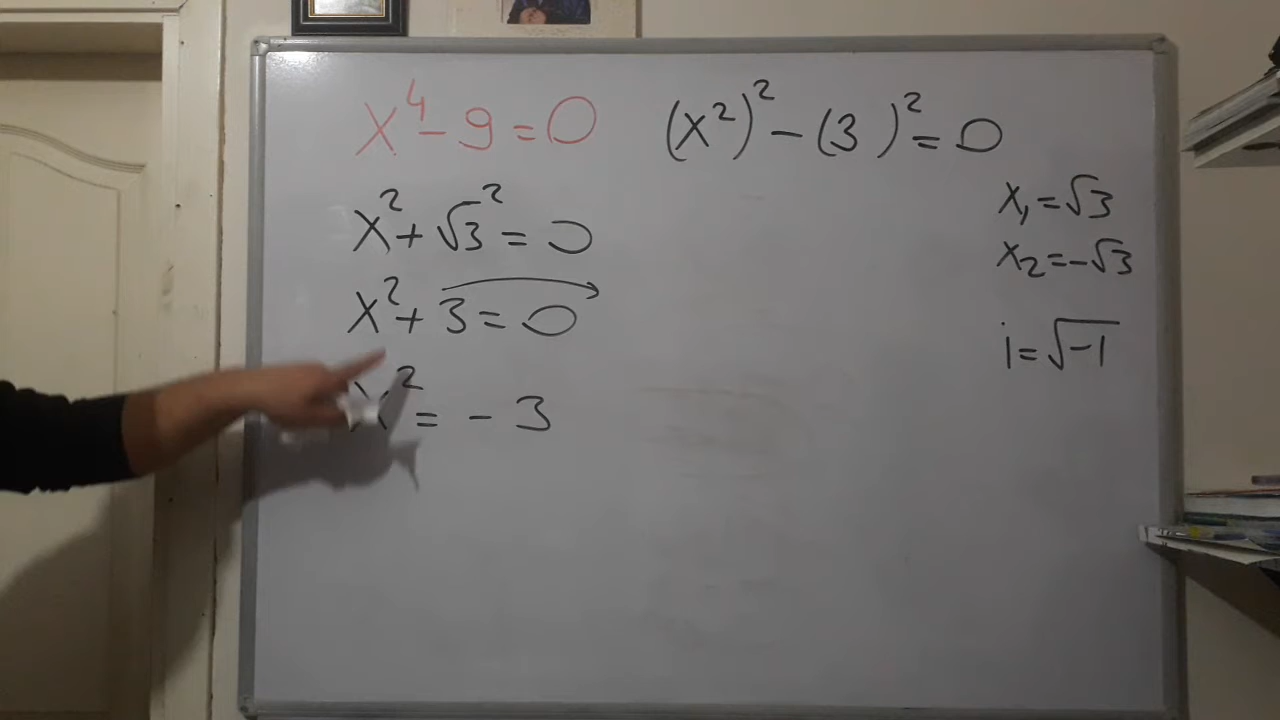 x⁴-9=0
(x²)²-(3)²=0
x²+√3²=0
x²+3=0
x²=-3
x₁=√3
x₂=-√3
i=√-1